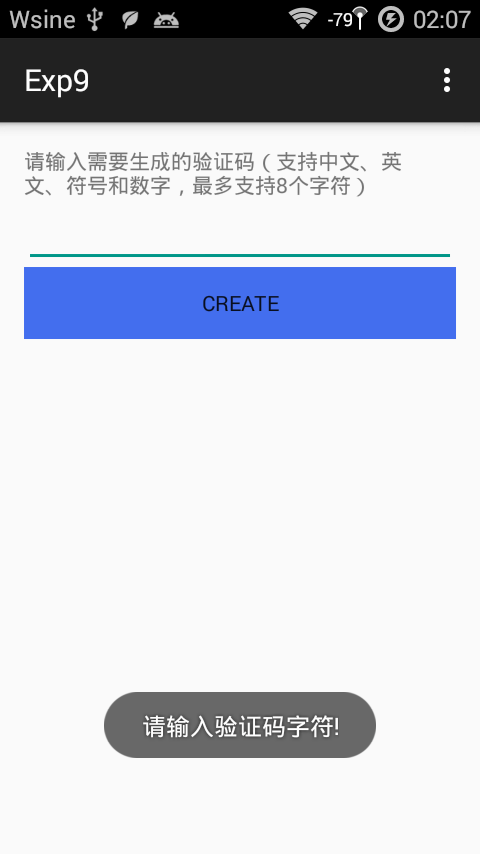 Wsine -79 02:07
Exp9
请输入需要生成的验证码（支持中文、英
文、符号和数字，最多支持8个字符）
CREATE
请输入验证码字符!